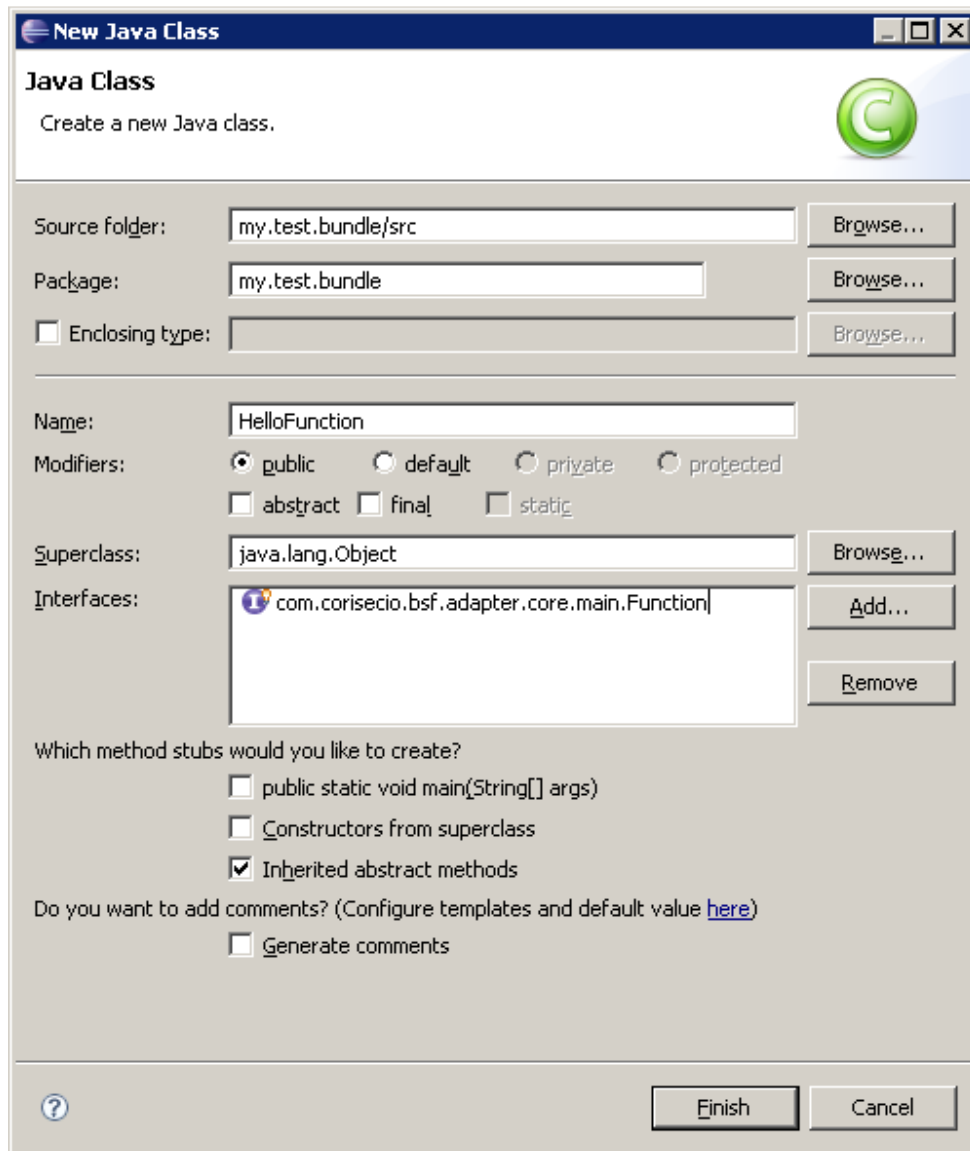 New Java Class
Java Class
Create a new Java class.
Source folder: my.test.bundle/src Browse...
Package: my.test.bundle Browse...
Enclosing type: Browse...
Name: HelloFunction
Modifiers: public default private protected
abstract final static
Superclass: java.lang.Object Browse...
Interfaces: com.corisecio.bsf.adapter.core.main.Function Add...
Remove
Which method stubs would you like to create?
public static void main(String[] args)
Constructors from superclass
Inherited abstract methods
Do you want to add comments? (Configure templates and default value here)
Generate comments
Finish Cancel